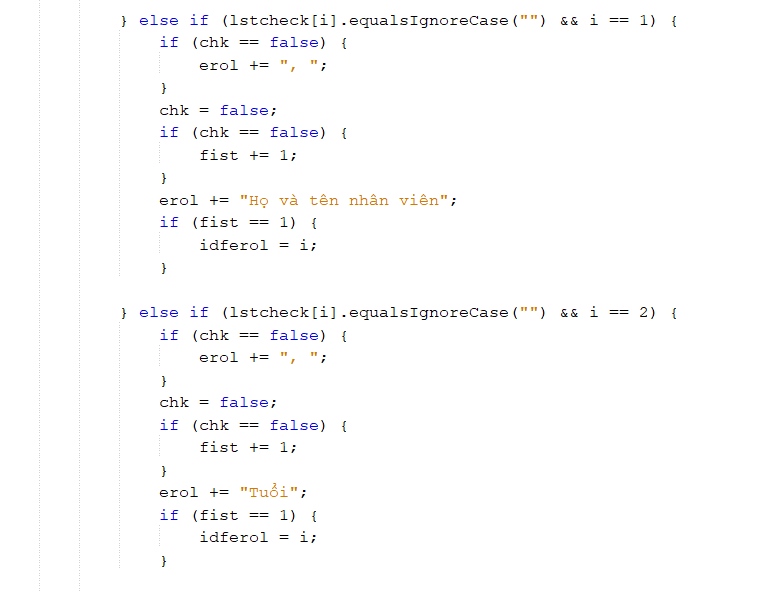 } else if (lstcheck[i].equalsIgnoreCase("") && i == 1) {
if (chk == false) {
erol += ", ";
}
chk = false;
if (chk == false) {
fist += 1;
}
erol += "Họ và tên nhân viên";
if (fist == 1) {
idferol = i;
}
} else if (lstcheck[i].equalsIgnoreCase("") && i == 2) {
if (chk == false) {
erol += ", ";
}
chk = false;
if (chk == false) {
fist += 1;
}
erol += "Tuổi";
if (fist == 1) {
idferol = i;
}